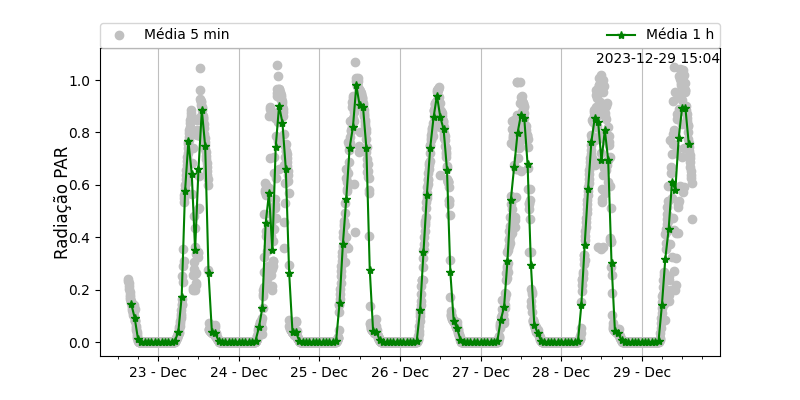 Média 5 min
Média 1 h
2023-12-29 15:04
1.0
0.8
0.6
0.4
0.2
0.0
Radiação PAR
23 - Dec
24 - Dec
25 - Dec
26 - Dec
27 - Dec
28 - Dec
29 - Dec